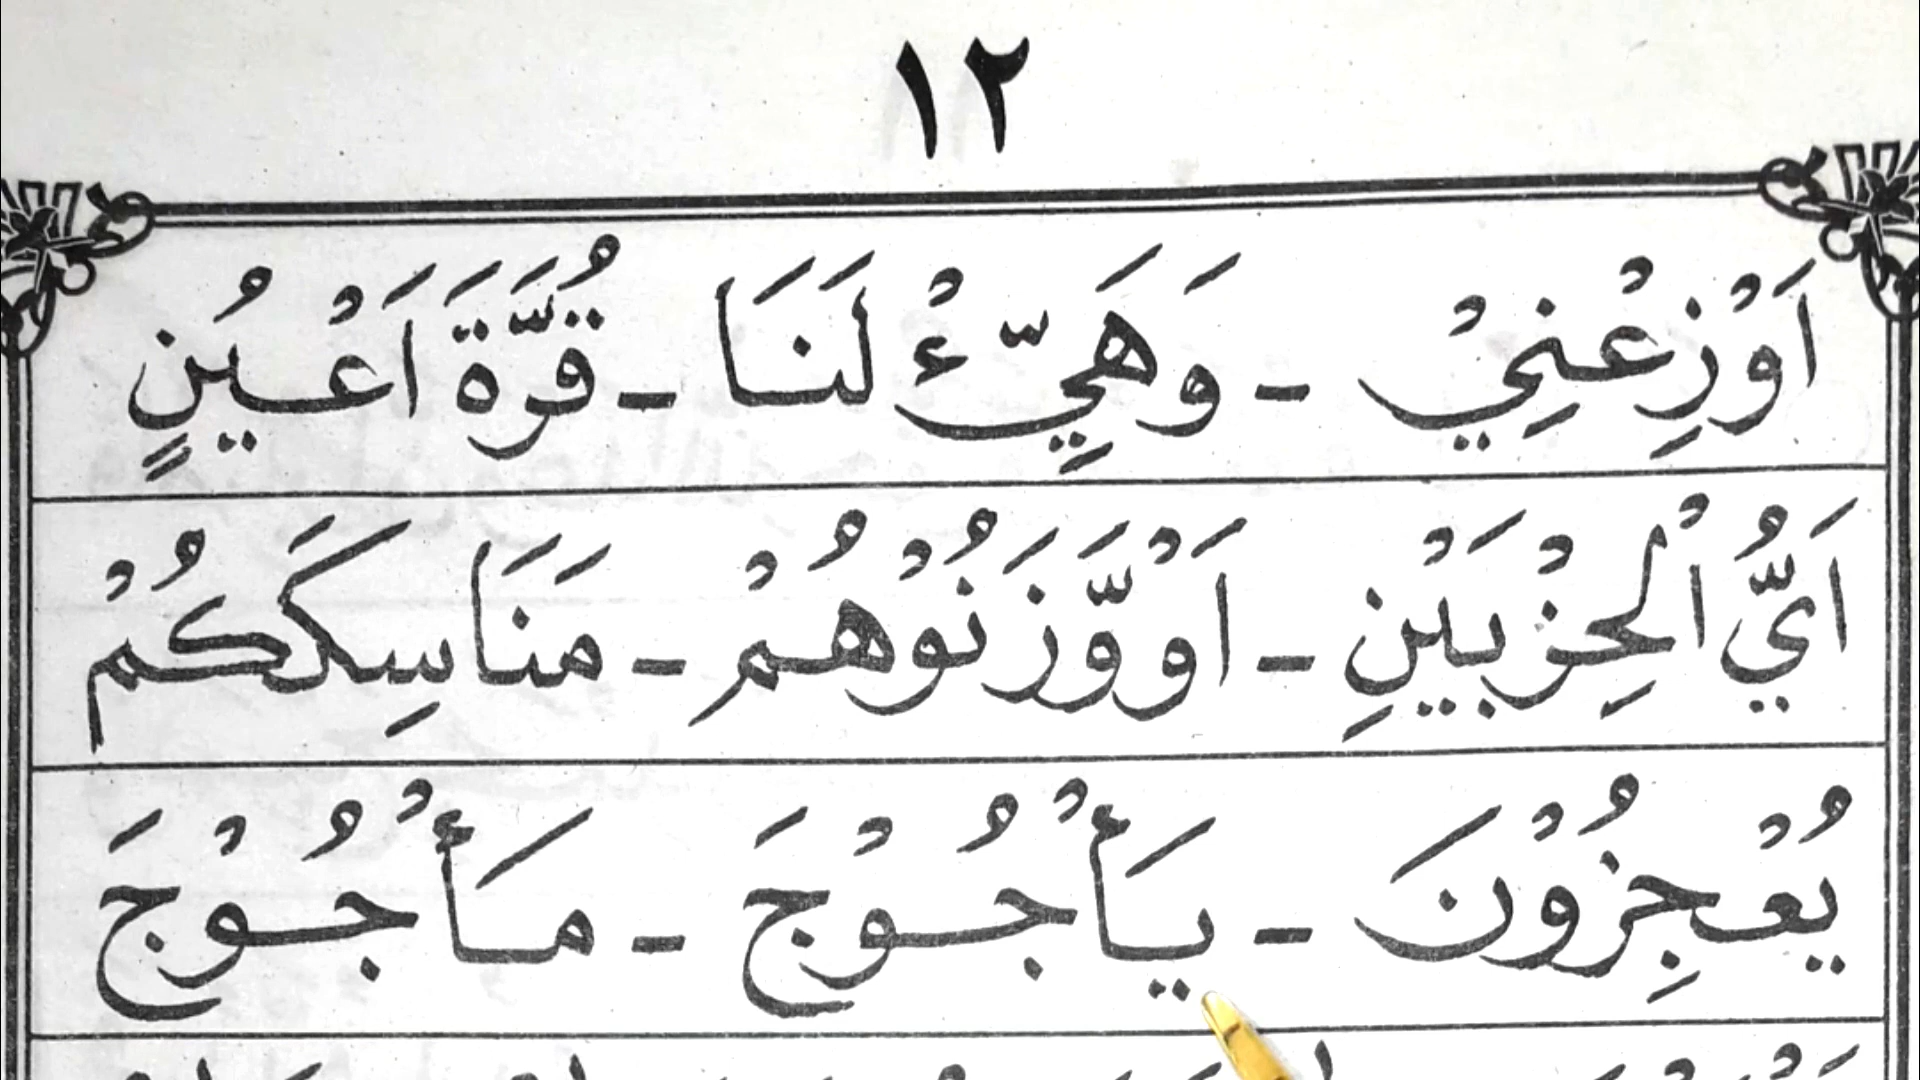 ١٢
اَوْزِعْنِيْ - وَهَيِّئْ لَنَا - قُرَّةَ اَعْيُنٍ
اَيُّ الْحِزْبَيْنِ - اَوْ وَّزَنُوْهُمْ - مَنَاسِكَكُمْ
يُعْجِزُوْنَ - يَأْجُوْجَ - مَأْجُوْجَ